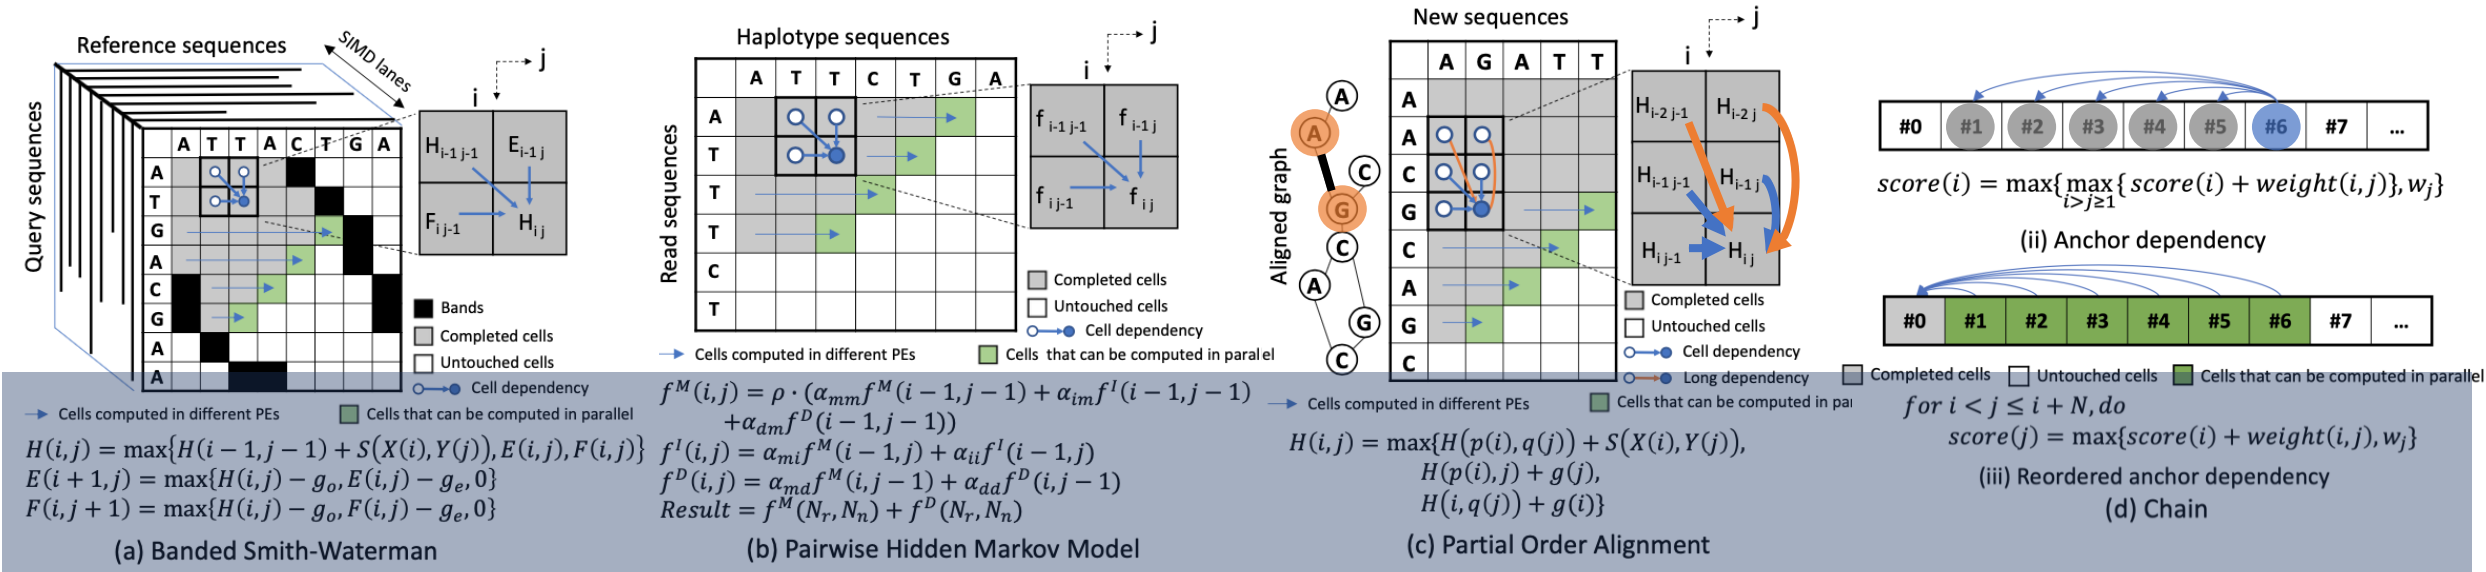 Reference sequences
SIMD lanes
Query sequences
A T T A C T G A
A
T
G
A
C
G
A
A
i
j
H i-1 j-1
E i-1 j
F i j-1
H i j
Bands
Completed cells
Untouched cells
Cell dependency
Cells computed in different PEs
Cells that can be computed in parallel
H(i,j) = max{H(i − 1, j − 1) + S(X(i), Y(j)), E(i,j), F(i,j)}
E(i + 1, j) = max{H(i,j) − g_o, E(i,j) − g_e, 0}
F(i, j + 1) = max{H(i,j) − g_o, F(i,j) − g_e, 0}
(a) Banded Smith-Waterman
Haplotype sequences
Read sequences
A T T C T G A
A
T
T
T
C
T
i
j
f i-1 j-1
f i-1 j
f i j-1
f i j
Completed cells
Untouched cells
Cell dependency
Cells computed in different PEs
Cells that can be computed in paralel
f^M(i,j) = ρ · (α_mm f^M(i − 1, j − 1) + α_im f^I(i − 1, j − 1)
+α_dm f^D(i − 1, j − 1))
f^I(i,j) = α_mi f^M(i − 1, j) + α_ii f^I(i − 1, j)
f^D(i,j) = α_md f^M(i, j − 1) + α_dd f^D(i, j − 1)
Result = f^M(N_r, N_n) + f^D(N_r, N_n)
(b) Pairwise Hidden Markov Model
New sequences
Aligned graph
A
A
C
G
C
A
G
C
A G A T T
A
A
C
G
C
A
G
C
i
j
H i-2 j-1
H i-2 j
H i-1 j-1
H i-1 j
H i j-1
H i j
Completed cells
Untouched cells
Cell dependency
Long dependency
Cells computed in different PEs
Cells that can be computed in par
H(i,j) = max{H(p(i), q(j)) + S(X(i), Y(j)),
H(p(i), j) + g(j),
H(i, q(j)) + g(i)}
(c) Partial Order Alignment
#0 #1 #2 #3 #4 #5 #6 #7 ...
score(i) = max{max{ score(i) + weight(i,j)}, w_j}
i>j≥1
(ii) Anchor dependency
#0 #1 #2 #3 #4 #5 #6 #7 ...
Completed cells
Untouched cells
Cells that can be computed in parallel
for i < j ≤ i + N, do
score(j) = max{score(i) + weight(i,j), w_j}
(iii) Reordered anchor dependency
(d) Chain